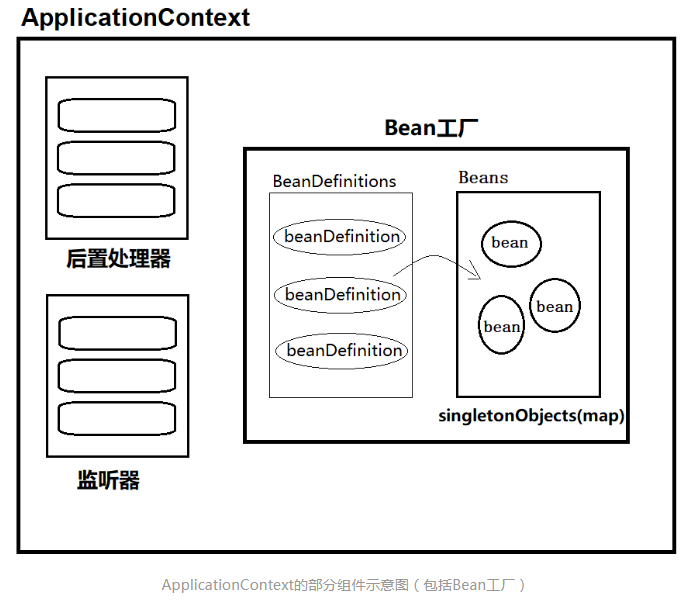 ApplicationContext
后置处理器
监听器
Bean工厂
BeanDefinitions
beanDefinition
beanDefinition
beanDefinition
Beans
bean
bean
bean
singletonObjects(map)
ApplicationContext的部分组件示意图（包括Bean工厂）